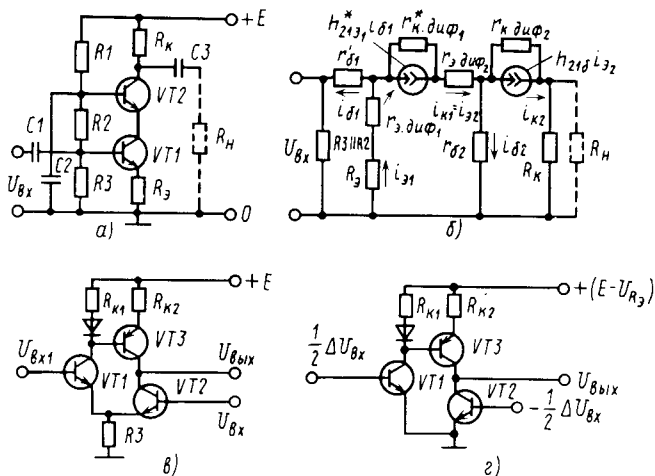 +E
R1
Rк
C3
VT2
R2
C1
C2
VT1
Rн
Uвх
R3
Rэ
0
а)
h*21э1 iб1
r*к.диф1
rк диф2
h21б iэ2
r'б1
rэ диф2
iб1
iк1=iэ2
iк2
rэ.диф1
Uвх
R3||R2
rб2
iб2
Rэ
iэ1
Rк
Rн
б)
+E
Rк1
Rк2
VT3
Uвх1
Uвых
VT1
VT2
Uвх
R3
в)
+(E-URэ)
Rк1
Rк2
VT3
1/2 ΔUвх
Uвых
VT1
VT2
-1/2 ΔUвх
г)